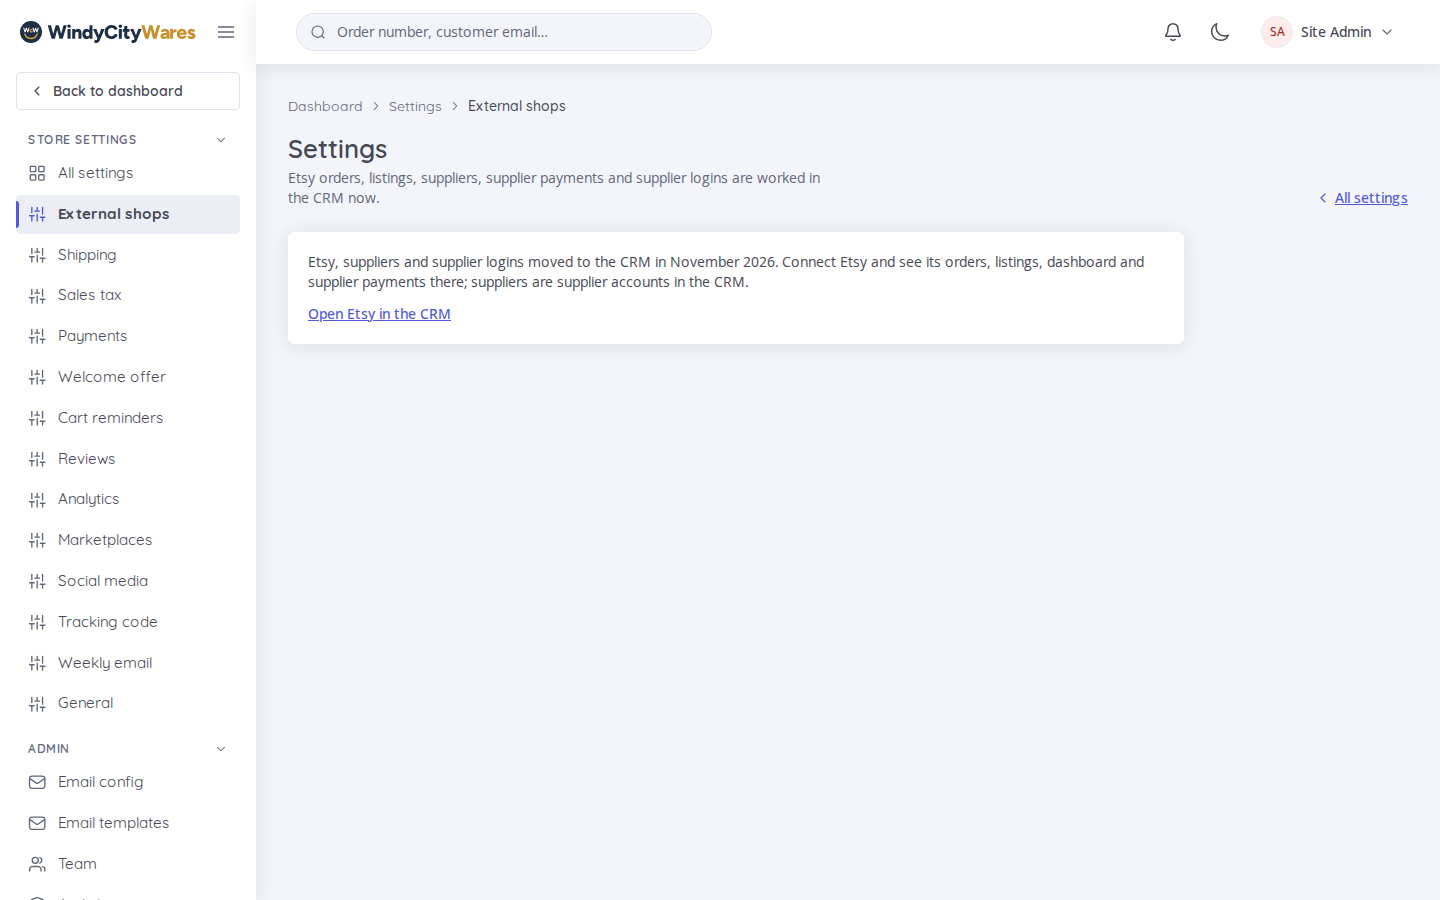 WindyCityWares
Order number, customer email...
SA
Site Admin
Back to dashboard
STORE SETTINGS
All settings
External shops
Shipping
Sales tax
Payments
Welcome offer
Cart reminders
Reviews
Analytics
Marketplaces
Social media
Tracking code
Weekly email
General
ADMIN
Email config
Email templates
Team
Dashboard
Settings
External shops
Settings
Etsy orders, listings, suppliers, supplier payments and supplier logins are worked in
the CRM now.
All settings
Etsy, suppliers and supplier logins moved to the CRM in November 2026. Connect Etsy and see its orders, listings, dashboard and
supplier payments there; suppliers are supplier accounts in the CRM.
Open Etsy in the CRM